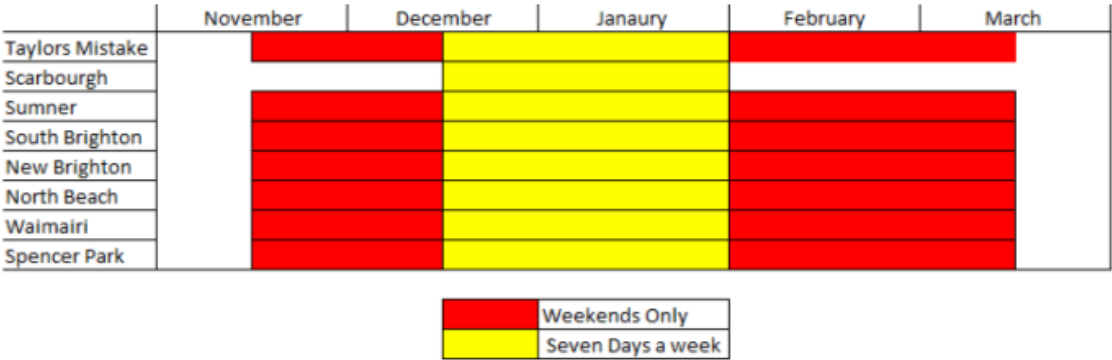 November December Janaury February March
Taylors Mistake
Scarbourgh
Sumner
South Brighton
New Brighton
North Beach
Waimairi
Spencer Park
Weekends Only
Seven Days a week